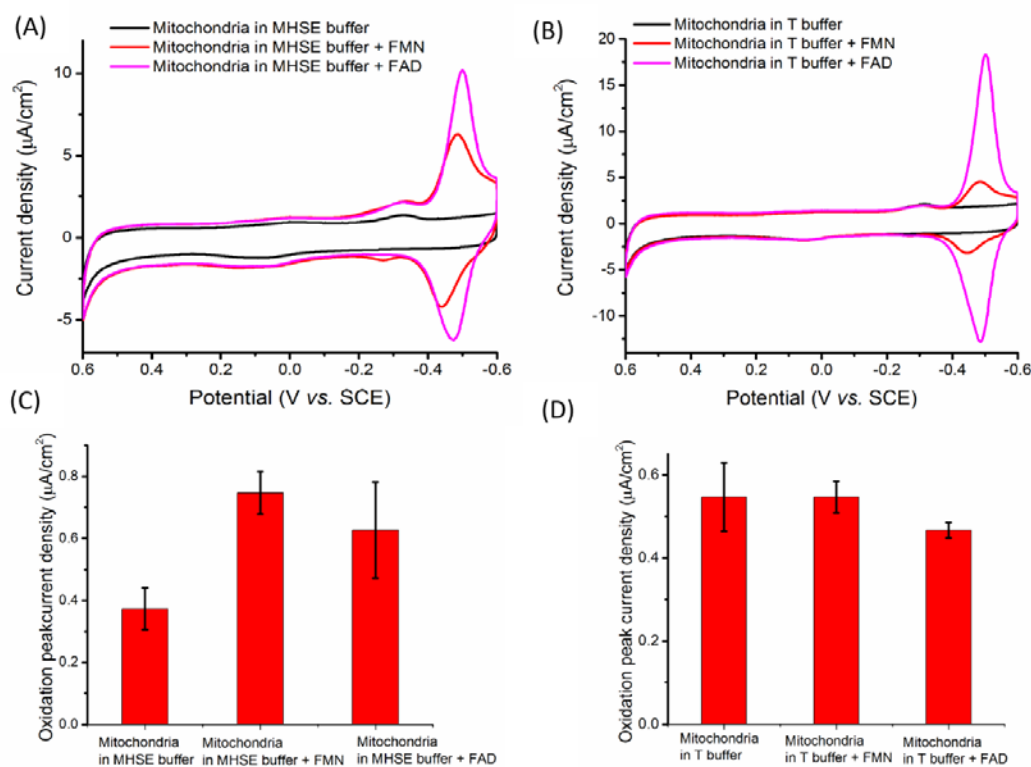 (A)
Mitochondria in MHSE buffer
Mitochondria in MHSE buffer + FMN
Mitochondria in MHSE buffer + FAD
Current density (μA/cm²)
10
5
0
-5
0.6 0.4 0.2 0.0 -0.2 -0.4 -0.6
Potential (V vs. SCE)
(B)
Mitochondria in T buffer
Mitochondria in T buffer + FMN
Mitochondria in T buffer + FAD
Current density (μA/cm²)
20
15
10
5
0
-5
-10
0.6 0.4 0.2 0.0 -0.2 -0.4 -0.6
Potential (V vs. SCE)
(C)
Oxidation peakcurrent density (μA/cm²)
0.8
0.6
0.4
0.2
0.0
Mitochondria Mitochondria Mitochondria
in MHSE buffer in MHSE buffer + FMN in MHSE buffer + FAD
(D)
Oxidation peak current density (μA/cm²)
0.6
0.4
0.2
0.0
Mitochondria Mitochondria Mitochondria
in T buffer in T buffer + FMN in T buffer + FAD